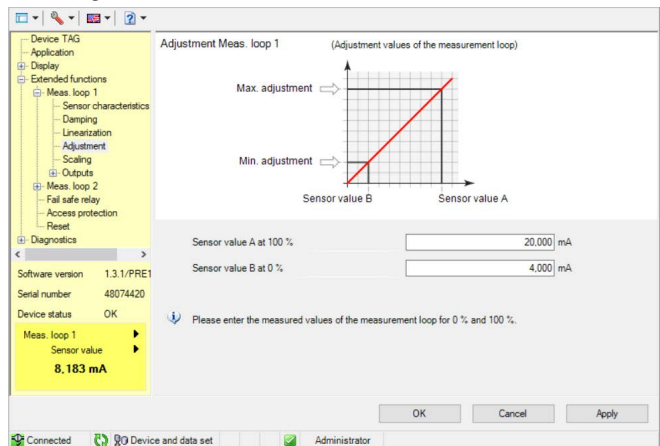 Device TAG
Application
Display
Extended functions
Meas. loop 1
Sensor characteristics
Damping
Linearization
Adjustment
Scaling
Outputs
Meas. loop 2
Fail safe relay
Access protection
Reset
Diagnostics
Software version 1.3.1/PRE1
Serial number 48074420
Device status OK
Meas. loop 1
Sensor value
8,183 mA
Adjustment Meas. loop 1 (Adjustment values of the measurement loop)
Max. adjustment
Min. adjustment
Sensor value B Sensor value A
Sensor value A at 100 % 20,000 mA
Sensor value B at 0 % 4,000 mA
Please enter the measured values of the measurement loop for 0 % and 100 %.
OK Cancel Apply
Connected Device and data set Administrator